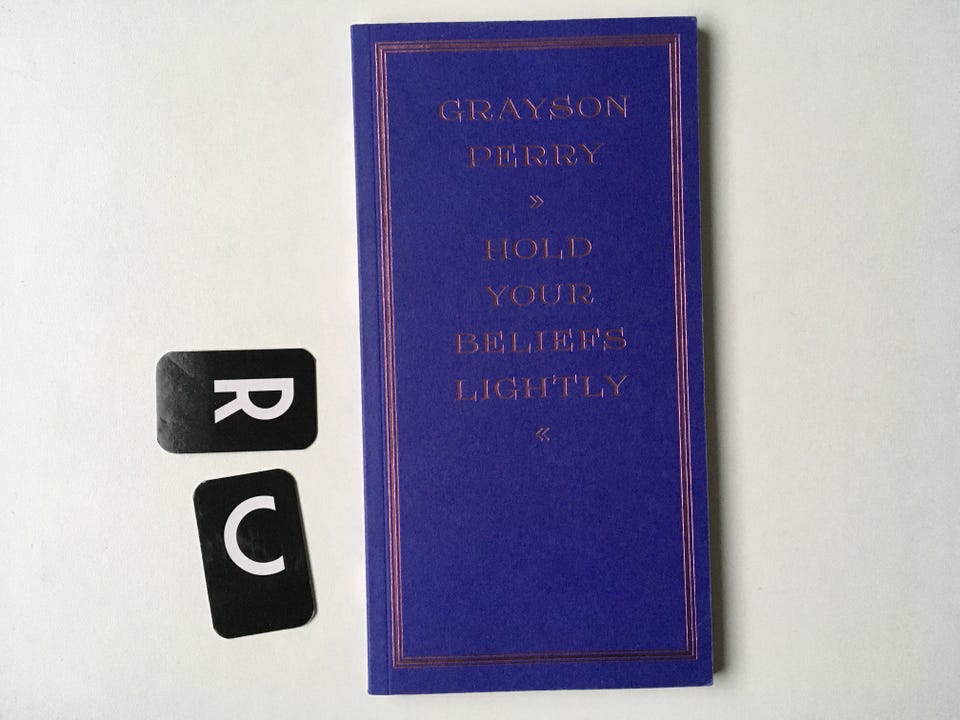 GRAYSON
PERRY
»
HOLD
YOUR
BELIEFS
LIGHTLY
«
R
C